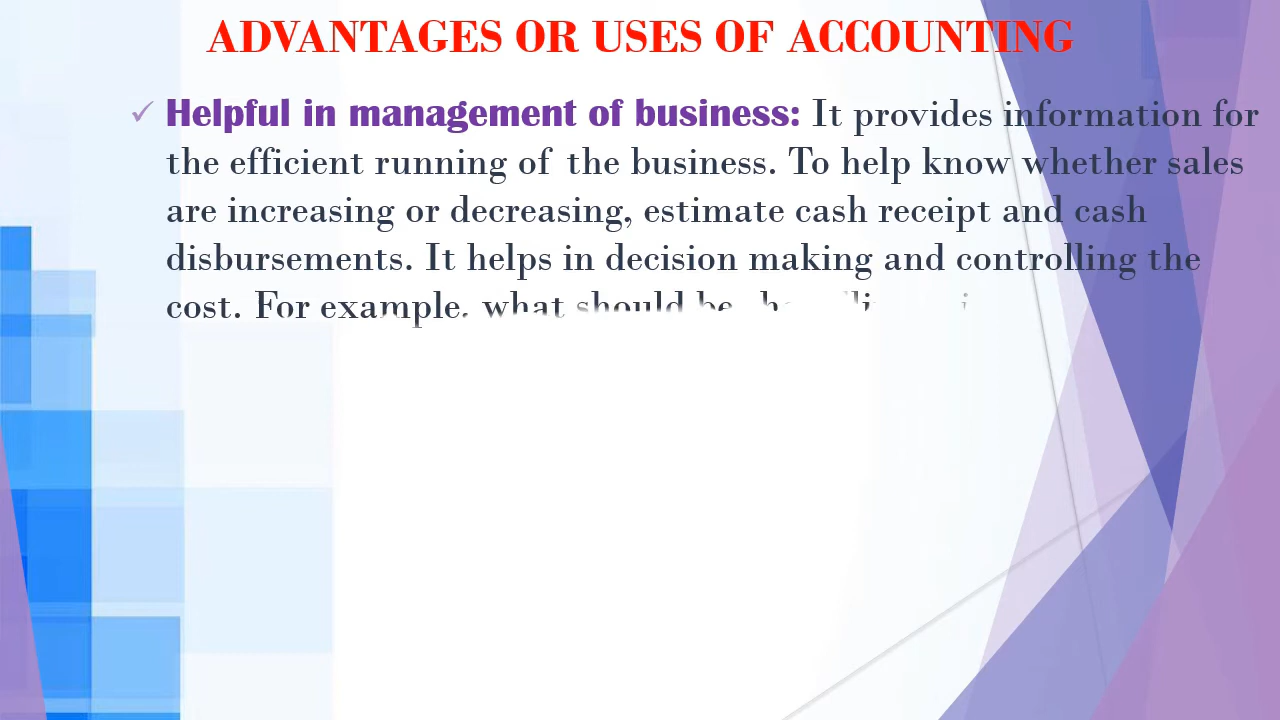 ADVANTAGES OR USES OF ACCOUNTING
✓ Helpful in management of business: It provides information for
the efficient running of the business. To help know whether sales
are increasing or decreasing, estimate cash receipt and cash
disbursements. It helps in decision making and controlling the
cost. For example, what should be